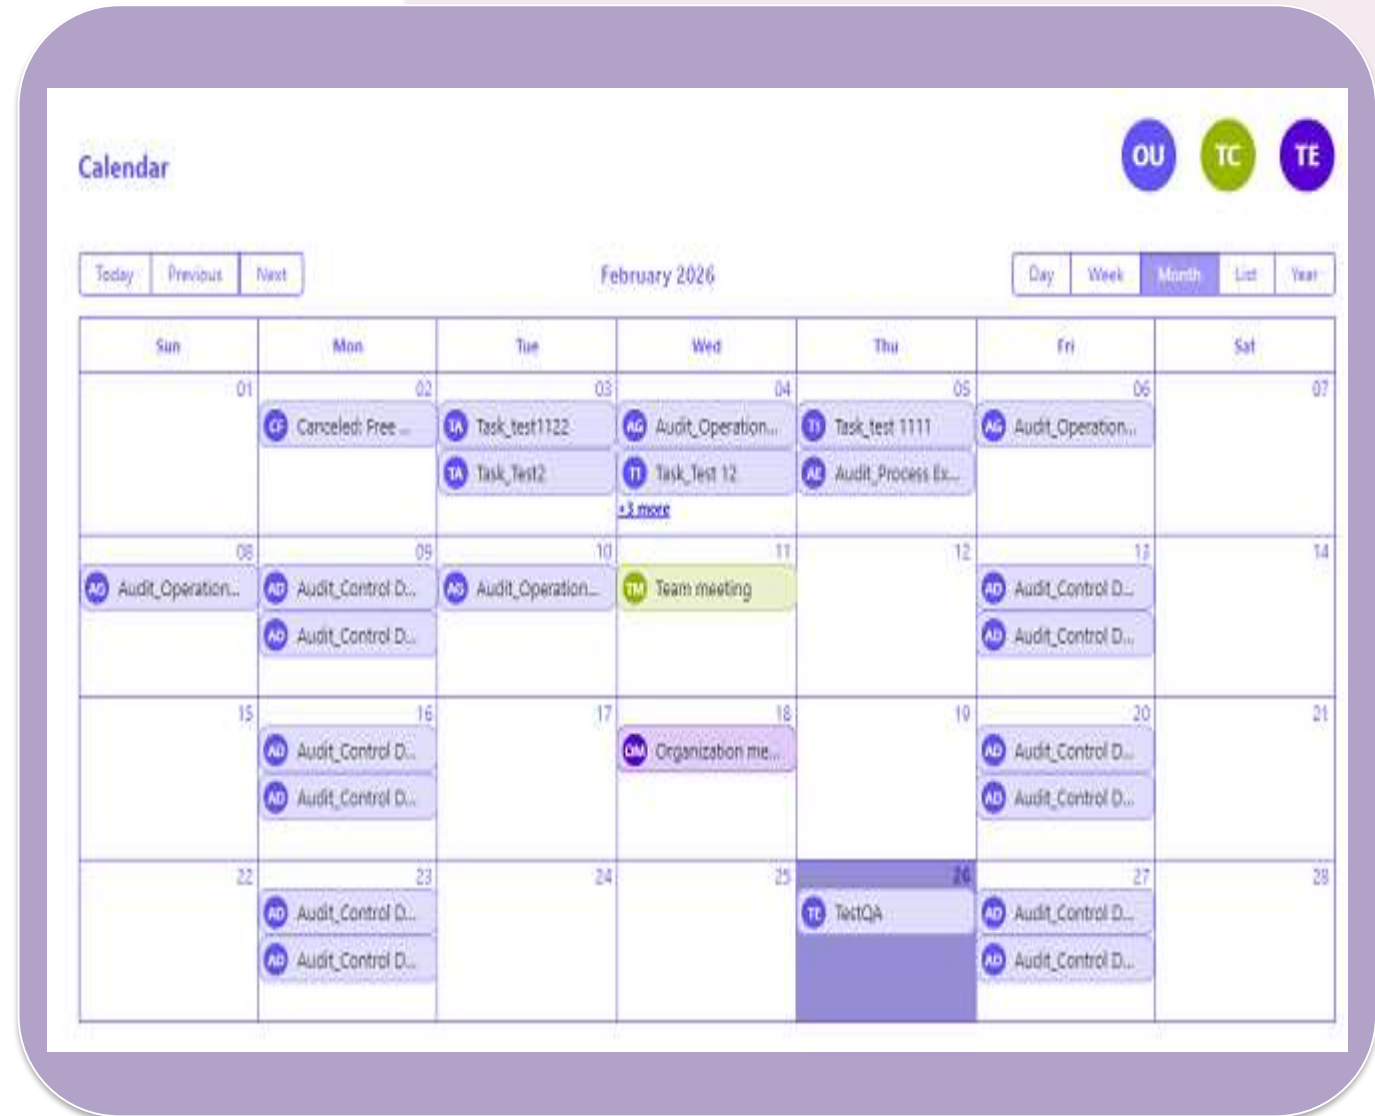 OU TC TE
Calendar
Today Previous Next February 2026 Day Week Month List Year
Sun Mon Tue Wed Thu Fri Sat
01 02 03 04 05 06 07
CF Canceled: Free ... TA Task_test1122 AG Audit_Operation... T1 Task_test 1111 AG Audit_Operation...
TA Task_Test2 T1 Task_Test 12 AE Audit_Process Ex...
+3 more
08 09 10 11 12 13 14
AG Audit_Operation... AD Audit_Control D... AG Audit_Operation... TM Team meeting AD Audit_Control D...
AD Audit_Control D... AD Audit_Control D...
15 16 17 18 19 20 21
AD Audit_Control D... OM Organization me... AD Audit_Control D...
AD Audit_Control D... AD Audit_Control D...
22 23 24 25 26 27 28
AD Audit_Control D... TE TestQA AD Audit_Control D...
AD Audit_Control D... AD Audit_Control D...